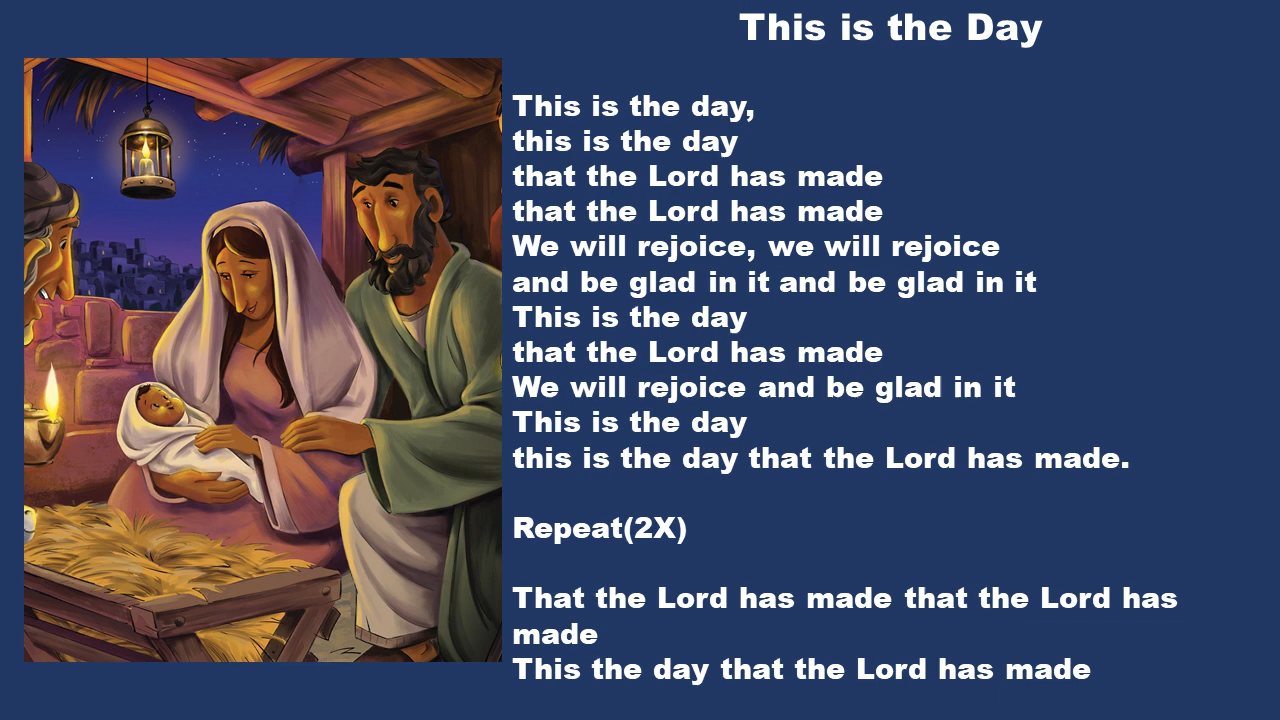 This is the Day
This is the day,
this is the day
that the Lord has made
that the Lord has made
We will rejoice, we will rejoice
and be glad in it and be glad in it
This is the day
that the Lord has made
We will rejoice and be glad in it
This is the day
this is the day that the Lord has made.
Repeat(2X)
That the Lord has made that the Lord has
made
This the day that the Lord has made